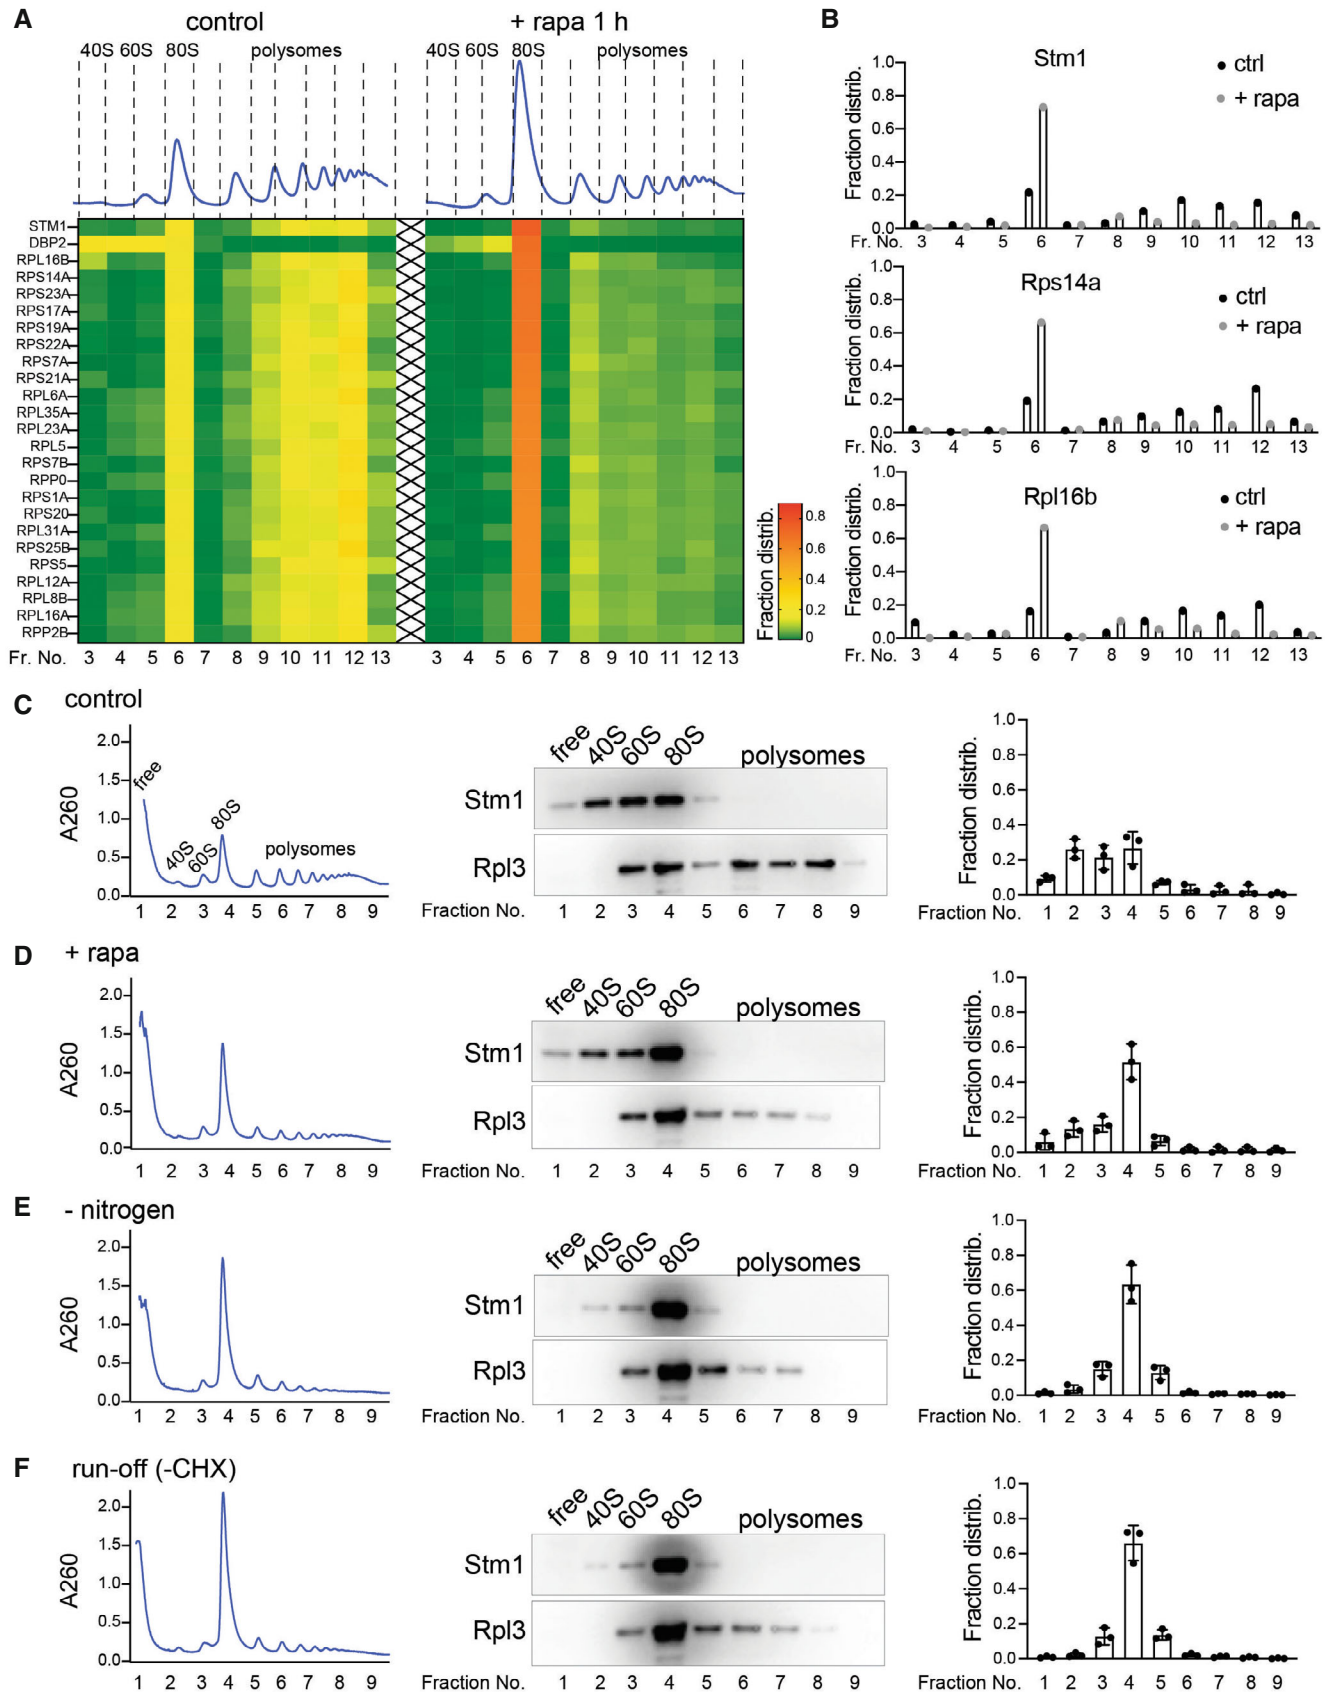 A
control
+ rapa 1 h
40S 60S 80S polysomes
40S 60S 80S polysomes
STM1
DBP2
RPL16B
RPS14A
RPS23A
RPS17A
RPS19A
RPS22A
RPS7A
RPS21A
RPL6A
RPL35A
RPL23A
RPL5
RPS7B
RPP0
RPS1A
RPS20
RPL31A
RPS25B
RPS5
RPL12A
RPL8B
RPL16A
RPP2B
Fr. No. 3 4 5 6 7 8 9 10 11 12 13
3 4 5 6 7 8 9 10 11 12 13
Fraction distrib.
0.8
0.6
0.4
0.2
0
B
Stm1
ctrl
+ rapa
Fraction distrib.
1.0
0.8
0.6
0.4
0.2
0.0
Fr. No. 3 4 5 6 7 8 9 10 11 12 13
Rps14a
ctrl
+ rapa
Fraction distrib.
1.0
0.8
0.6
0.4
0.2
0.0
Fr. No. 3 4 5 6 7 8 9 10 11 12 13
Rpl16b
ctrl
+ rapa
Fraction distrib.
1.0
0.8
0.6
0.4
0.2
0.0
Fr. No. 3 4 5 6 7 8 9 10 11 12 13
C
control
A260
2.0
1.5
1.0
0.5
0.0
free
40S
60S
80S
polysomes
1 2 3 4 5 6 7 8 9
free 40S 60S 80S polysomes
Stm1
Rpl3
Fraction No. 1 2 3 4 5 6 7 8 9
Fraction distrib.
1.0
0.8
0.6
0.4
0.2
0.0
Fraction No. 1 2 3 4 5 6 7 8 9
D
+ rapa
A260
2.0
1.5
1.0
0.5
0.0
1 2 3 4 5 6 7 8 9
free 40S 60S 80S polysomes
Stm1
Rpl3
Fraction No. 1 2 3 4 5 6 7 8 9
Fraction distrib.
1.0
0.8
0.6
0.4
0.2
0.0
Fraction No. 1 2 3 4 5 6 7 8 9
E
- nitrogen
A260
2.0
1.5
1.0
0.5
0.0
1 2 3 4 5 6 7 8 9
free 40S 60S 80S polysomes
Stm1
Rpl3
Fraction No. 1 2 3 4 5 6 7 8 9
Fraction distrib.
1.0
0.8
0.6
0.4
0.2
0.0
Fraction No. 1 2 3 4 5 6 7 8 9
F
run-off (-CHX)
A260
2.0
1.5
1.0
0.5
0.0
1 2 3 4 5 6 7 8 9
free 40S 60S 80S polysomes
Stm1
Rpl3
Fraction No. 1 2 3 4 5 6 7 8 9
Fraction distrib.
1.0
0.8
0.6
0.4
0.2
0.0
Fraction No. 1 2 3 4 5 6 7 8 9